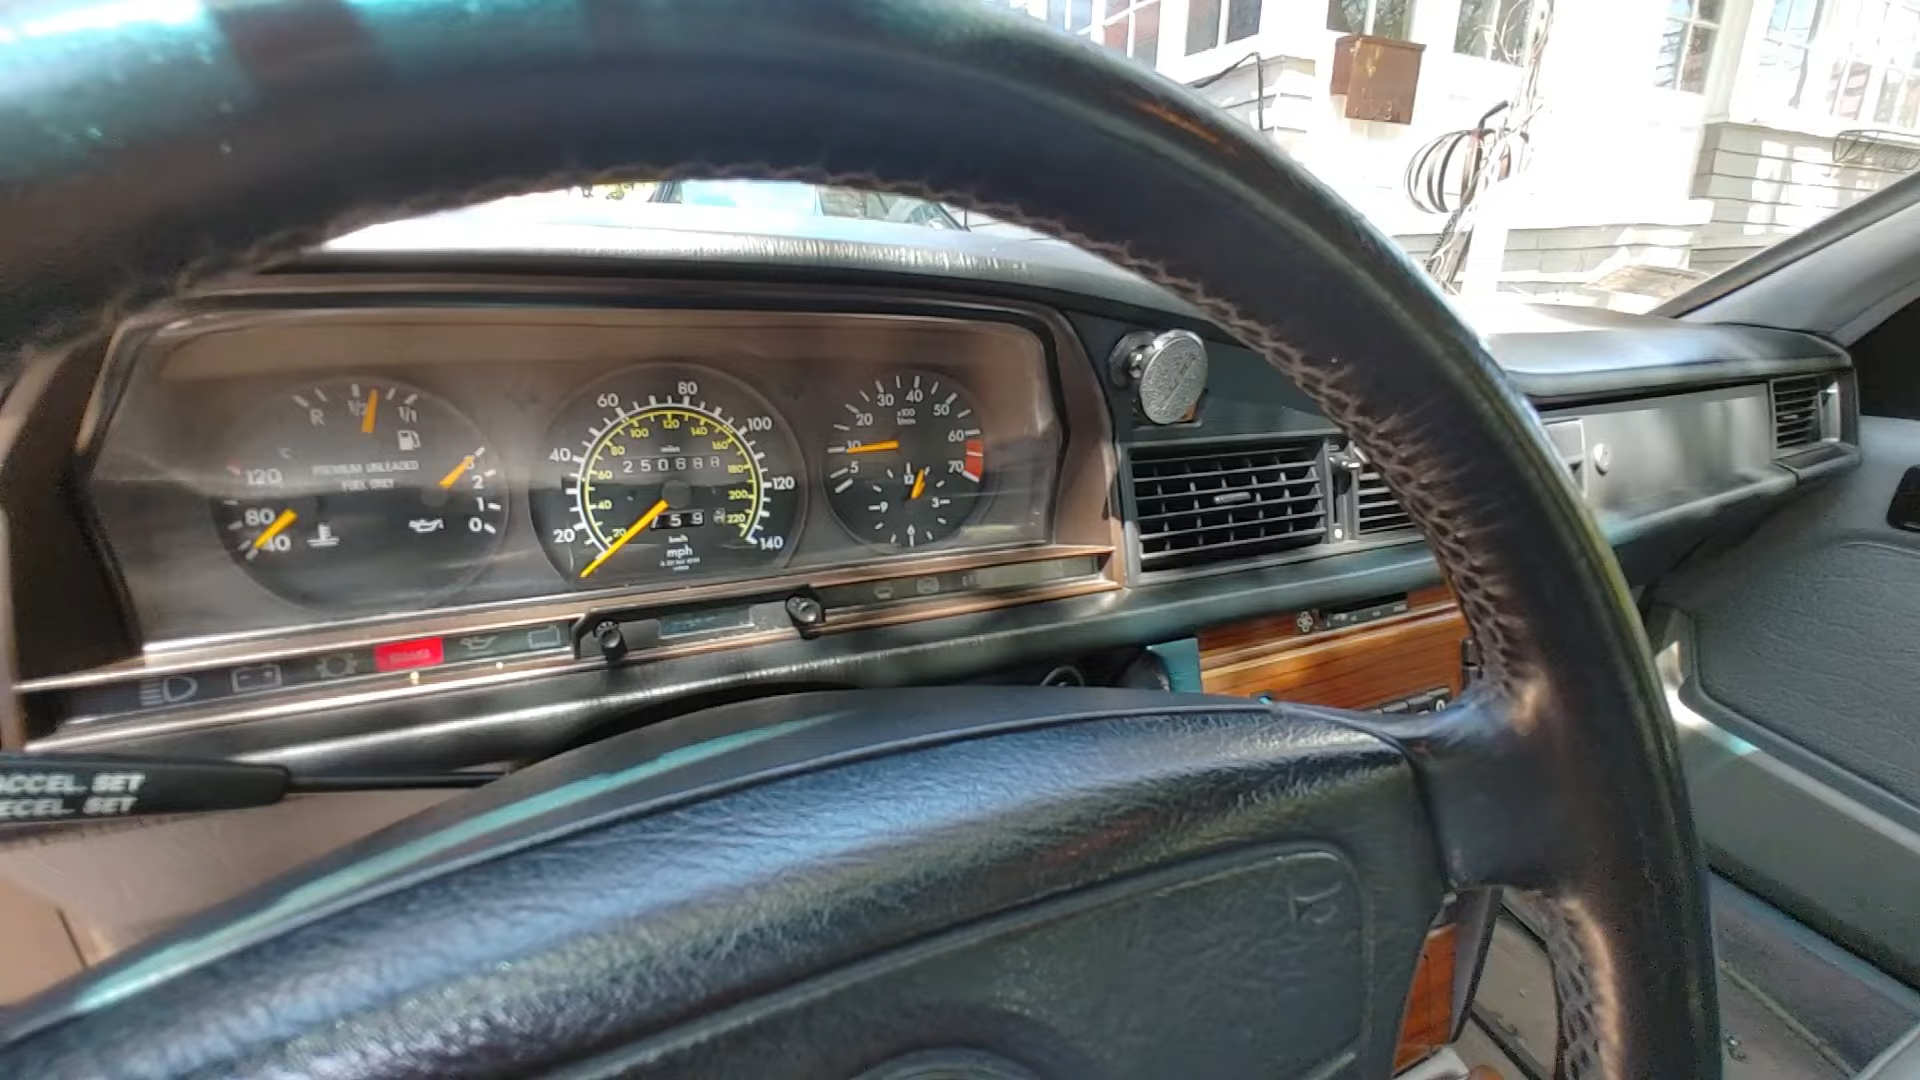 R 1/2 1/1
°C
120
PREMIUM UNLEADED
FUEL ONLY
80
40
3
2
1
0
20 40 60 80 100 120 140
20 40 60 80 100 120 140 160 180 200 220
miles
km/h
mph
5 10 20 30 40 50 60 70
x100
1/min
12
3
6
9
BRAKE
ACCEL. SET
DECEL. SET